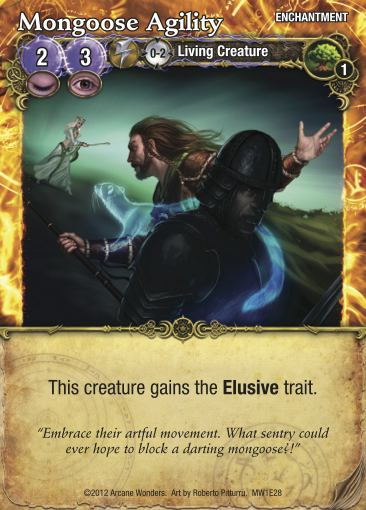 Mongoose Agility
ENCHANTMENT
2 3 0-2 Living Creature
1
This creature gains the Elusive trait.
“Embrace their artful movement. What sentry could
ever hope to block a darting mongoose?!”
©2012 Arcane Wonders. Art by Roberto Pitturru. MW1E28